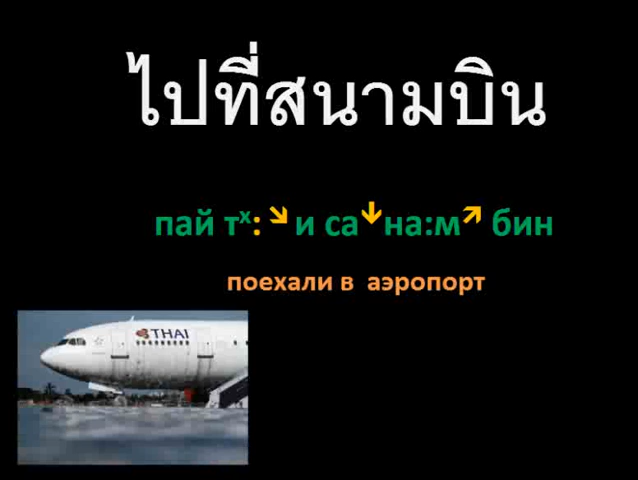 ไปที่สนามบิน
пай тˣ: ↘ и са↓на:м↗ бин
поехали в аэропорт
THAI